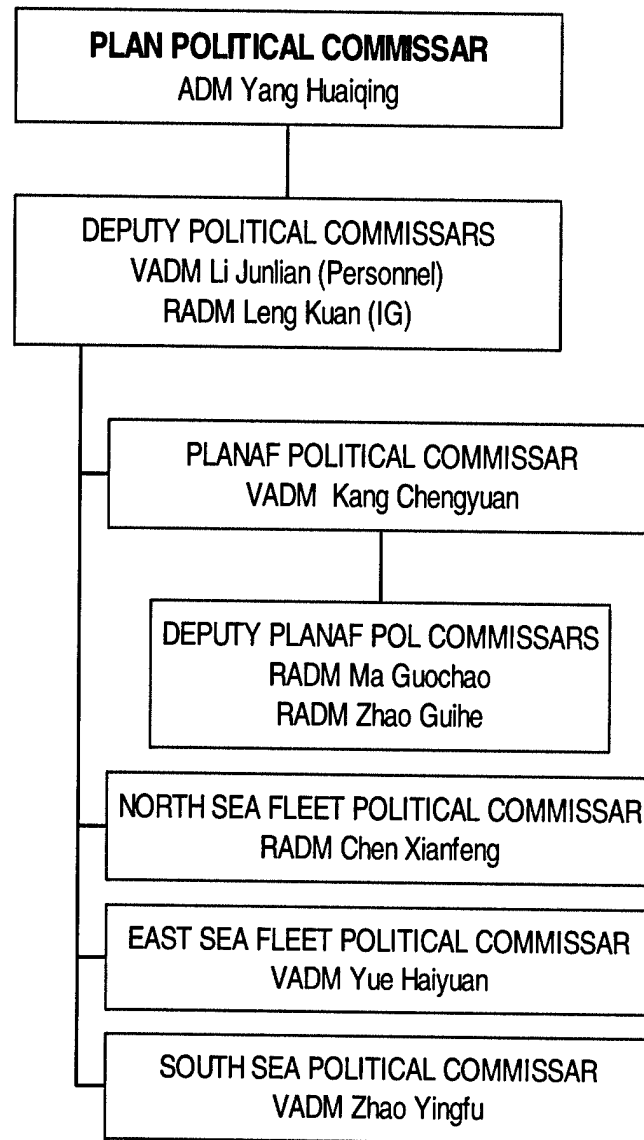 PLAN POLITICAL COMMISSAR
ADM Yang Huaiqing
DEPUTY POLITICAL COMMISSARS
VADM Li Junlian (Personnel)
RADM Leng Kuan (IG)
PLANAF POLITICAL COMMISSAR
VADM Kang Chengyuan
DEPUTY PLANAF POL COMMISSARS
RADM Ma Guochao
RADM Zhao Guihe
NORTH SEA FLEET POLITICAL COMMISSAR
RADM Chen Xianfeng
EAST SEA FLEET POLITICAL COMMISSAR
VADM Yue Haiyuan
SOUTH SEA POLITICAL COMMISSAR
VADM Zhao Yingfu